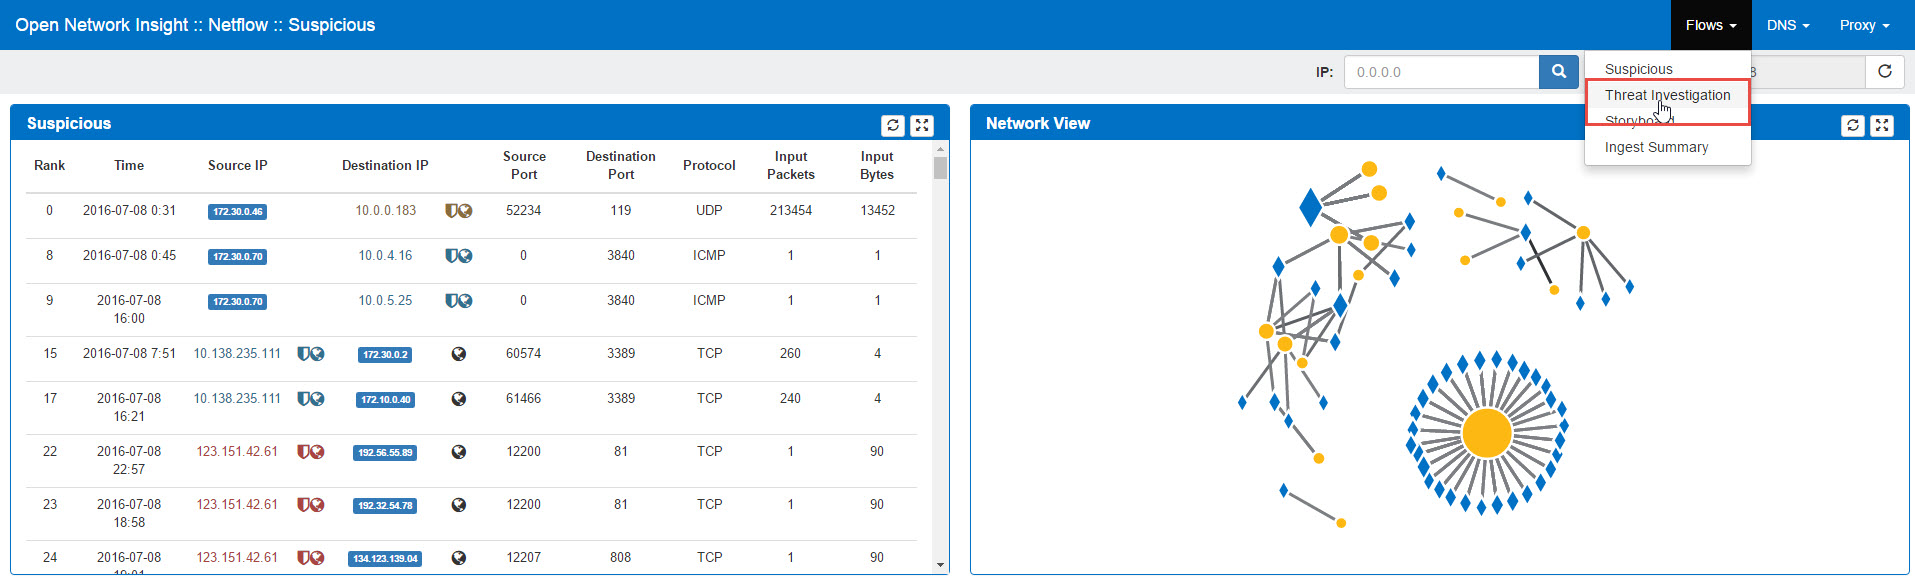 Open Network Insight :: Netflow :: Suspicious
Flows DNS Proxy
IP: 0.0.0.0 8
Suspicious
Threat Investigation
Storyboard
Ingest Summary
Suspicious
Network View
Rank Time Source IP Destination IP Source Port Destination Port Protocol Input Packets Input Bytes
0 2016-07-08 0:31 172.30.0.46 10.0.0.183 52234 119 UDP 213454 13452
8 2016-07-08 0:45 172.30.0.70 10.0.4.16 0 3840 ICMP 1 1
9 2016-07-08 16:00 172.30.0.70 10.0.5.25 0 3840 ICMP 1 1
15 2016-07-08 7:51 10.138.235.111 172.30.0.2 60574 3389 TCP 260 4
17 2016-07-08 16:21 10.138.235.111 172.10.0.40 61466 3389 TCP 240 4
22 2016-07-08 22:57 123.151.42.61 192.56.55.89 12200 81 TCP 1 90
23 2016-07-08 18:58 123.151.42.61 192.32.54.78 12200 81 TCP 1 90
24 2016-07-08 123.151.42.61 134.123.139.04 12207 808 TCP 1 90